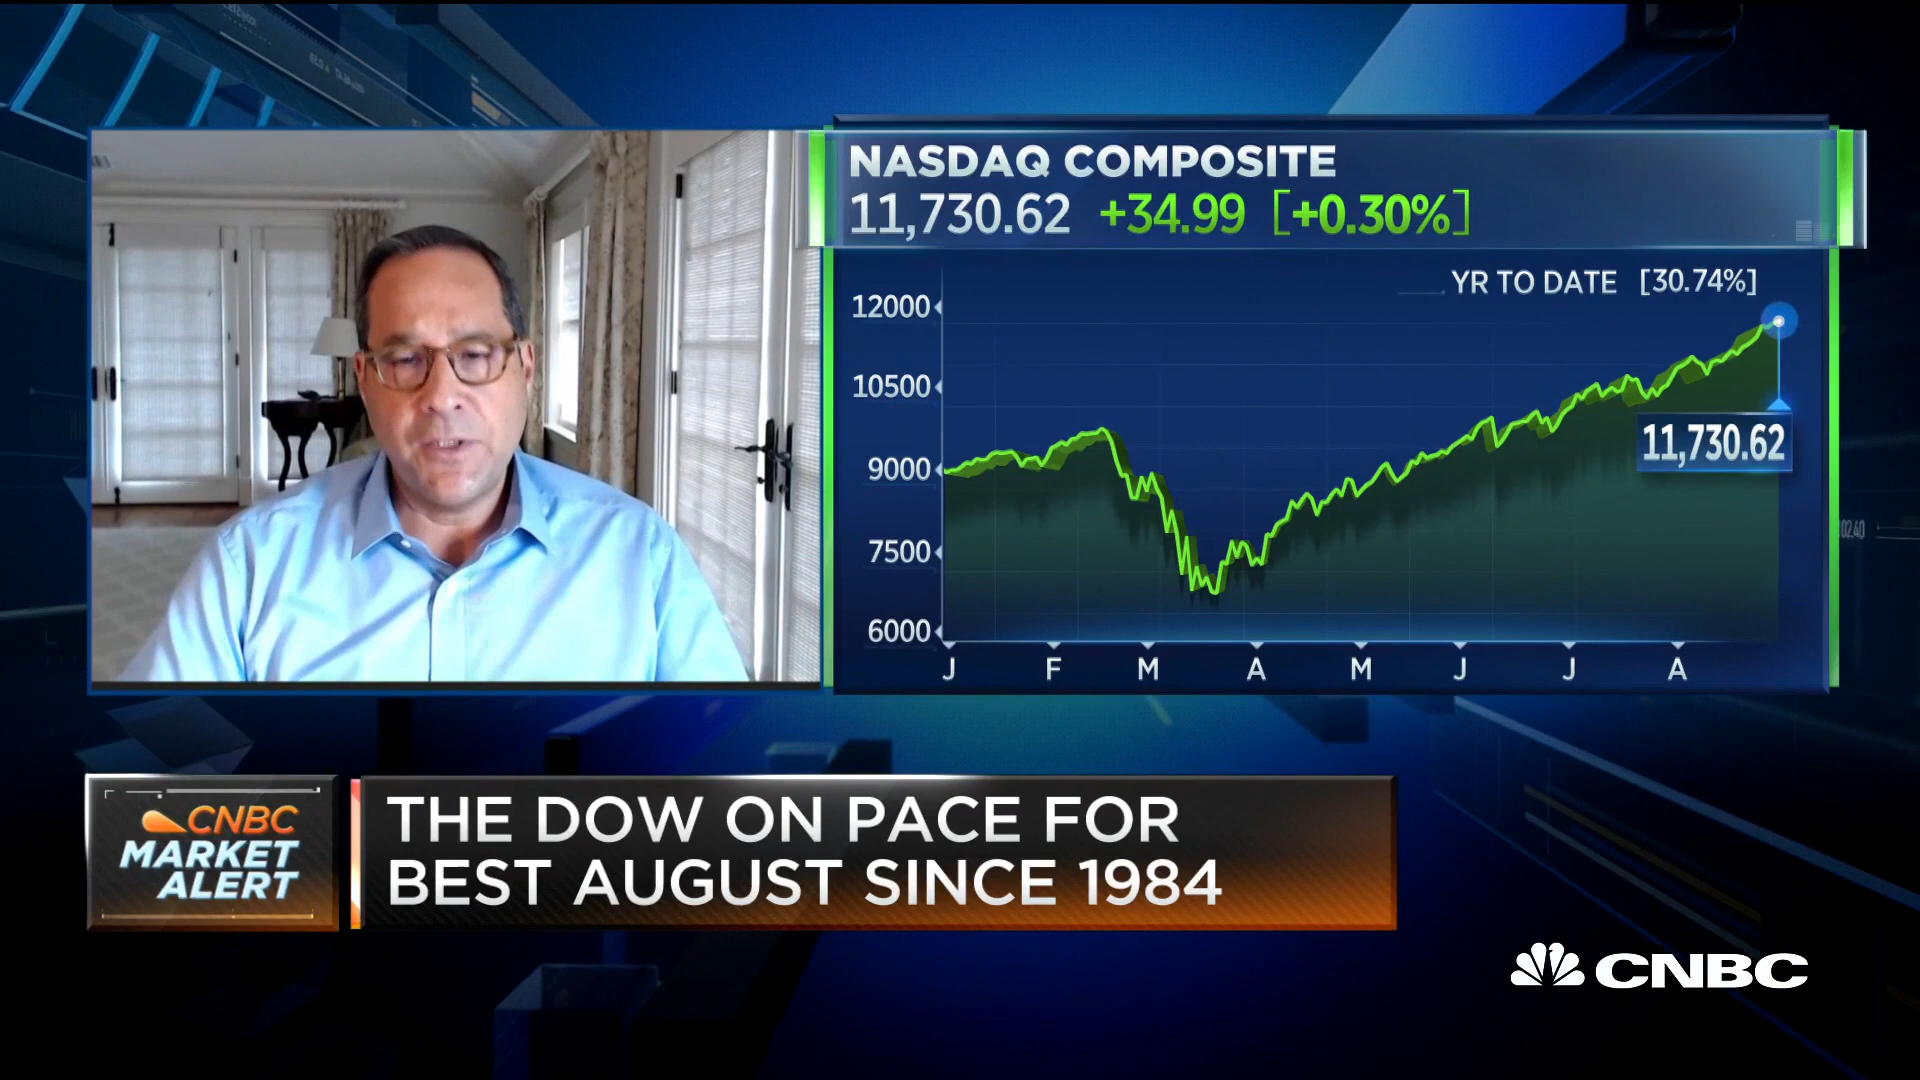 NASDAQ COMPOSITE
11,730.62 +34.99 [+0.30%]
YR TO DATE [30.74%]
12000
10500
9000
7500
6000
11,730.62
J F M A M J J A
CNBC
MARKET
ALERT
THE DOW ON PACE FOR
BEST AUGUST SINCE 1984
CNBC